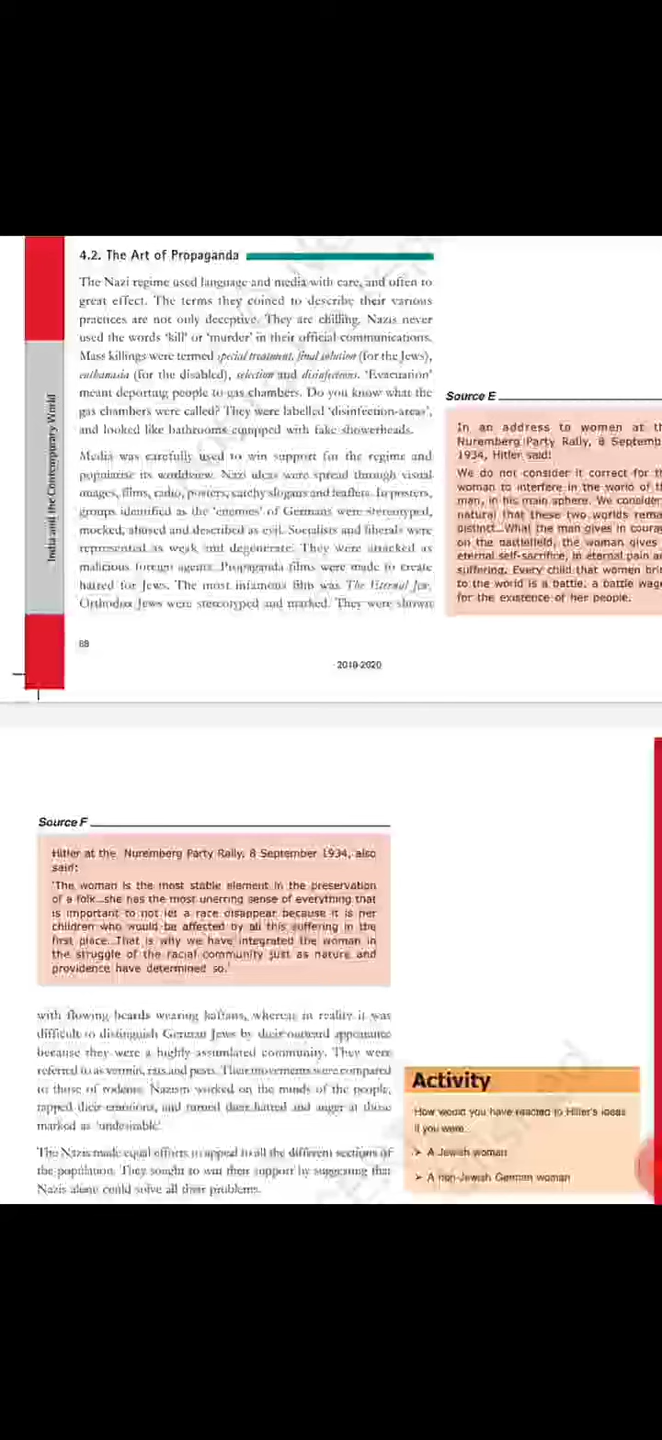 4.2. The Art of Propaganda
The Nazi regime used language and media with care, and often to
great effect. The terms they coined to describe their various
practices are not only deceptive. They are chilling. Nazis never
used the words 'kill' or 'murder' in their official communications.
Mass killings were termed special treatment, final solution (for the Jews),
euthanasia (for the disabled), selection and disinfections. 'Evacuation'
meant deporting people to gas chambers. Do you know what the
gas chambers were called? They were labelled 'disinfection-areas',
and looked like bathrooms equipped with fake showerheads.
Media was carefully used to win support for the regime and
popularise its worldview. Nazi ideas were spread through visual
images, films, radio, posters, catchy slogans and leaflets. In posters,
groups identified as the 'enemies' of Germans were stereotyped,
mocked, abused and described as evil. Socialists and liberals were
represented as weak and degenerate. They were attacked as
malicious foreign agents. Propaganda films were made to create
hatred for Jews. The most infamous film was The Eternal Jew.
Orthodox Jews were stereotyped and marked. They were shown
India and the Contemporary World
88
2019-2020
Source E
In an address to women at th
Nuremberg Party Rally, 8 Septemb
1934, Hitler said:
We do not consider it correct for th
woman to interfere in the world of th
man, in his main sphere. We consider
natural that these two worlds rema
distinct...What the man gives in coura
on the battlefield, the woman gives
eternal self-sacrifice, in eternal pain a
suffering. Every child that women bri
to the world is a battle, a battle wag
for the existence of her people.
Source F
Hitler at the Nuremberg Party Rally, 8 September 1934, also
said:
'The woman is the most stable element in the preservation
of a folk...she has the most unerring sense of everything that
is important to not let a race disappear because it is her
children who would be affected by all this suffering in the
first place...That is why we have integrated the woman in
the struggle of the racial community just as nature and
providence have determined so.'
with flowing beards wearing kaftans, whereas in reality it was
difficult to distinguish German Jews by their outward appearance
because they were a highly assimilated community. They were
referred to as vermin, rats and pests. Their movements were compared
to those of rodents. Nazism worked on the minds of the people,
tapped their emotions, and turned their hatred and anger at those
marked as 'undesirable'.
The Nazis made equal efforts to appeal to all the different sections of
the population. They sought to win their support by suggesting that
Nazis alone could solve all their problems.
Activity
How would you have reacted to Hitler's ideas
if you were:
➤ A Jewish woman
➤ A non-Jewish German woman